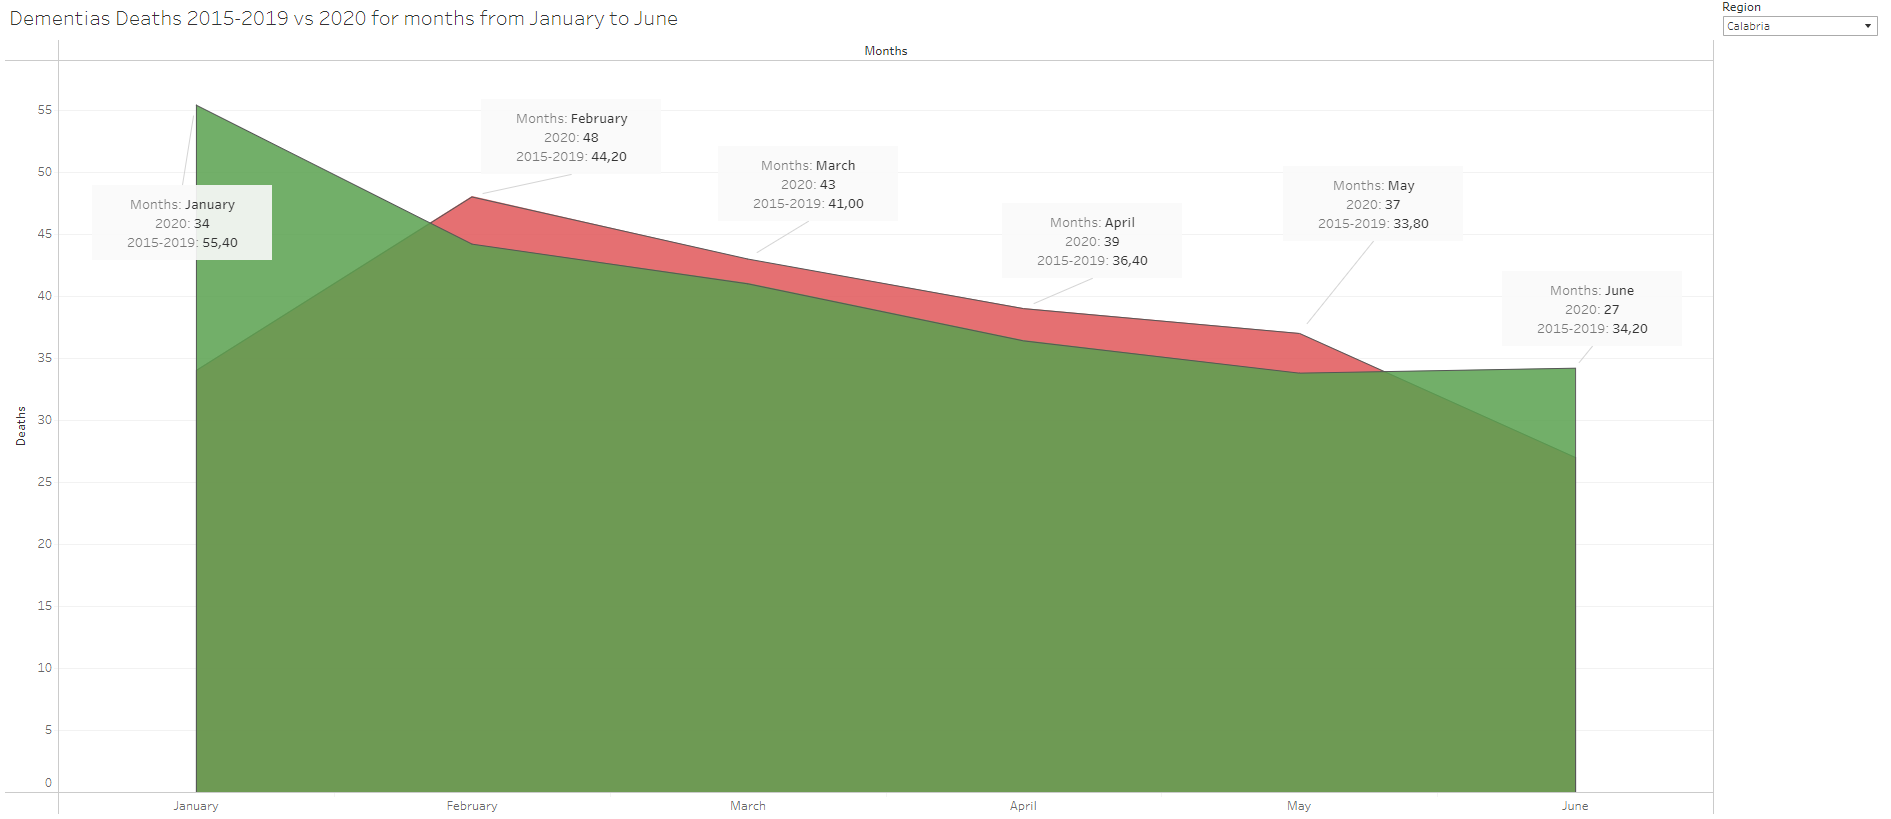 Dementias Deaths 2015-2019 vs 2020 for months from January to June
Region
Calabria
Months
Months: January
2020: 34
2015-2019: 55,40
Months: February
2020: 48
2015-2019: 44,20
Months: March
2020: 43
2015-2019: 41,00
Months: April
2020: 39
2015-2019: 36,40
Months: May
2020: 37
2015-2019: 33,80
Months: June
2020: 27
2015-2019: 34,20
Deaths
55
50
45
40
35
30
25
20
15
10
5
0
January
February
March
April
May
June